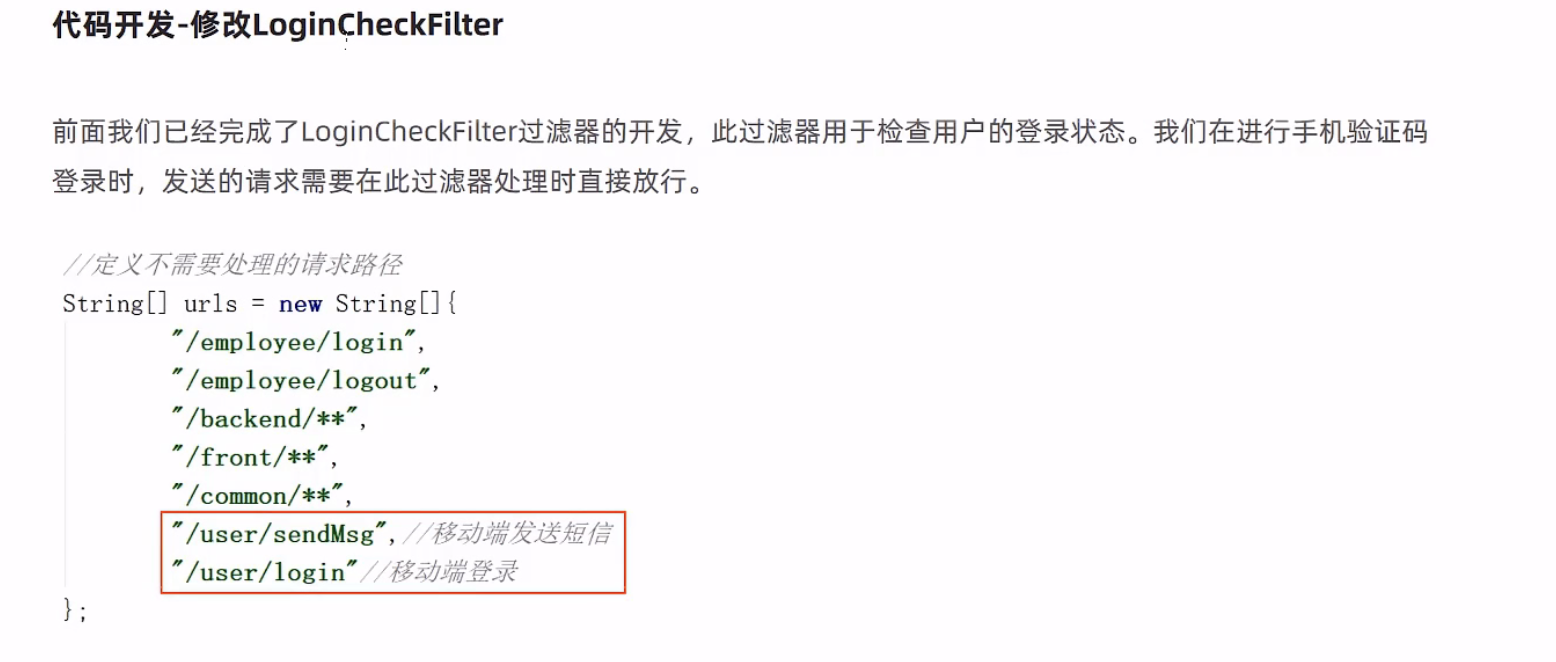 代码开发-修改LoginCheckFilter
前面我们已经完成了LoginCheckFilter过滤器的开发，此过滤器用于检查用户的登录状态。我们在进行手机验证码
登录时，发送的请求需要在此过滤器处理时直接放行。
//定义不需要处理的请求路径
String[] urls = new String[]{
"/employee/login",
"/employee/logout",
"/backend/**",
"/front/**",
"/common/**",
"/user/sendMsg",//移动端发送短信
"/user/login"//移动端登录
};